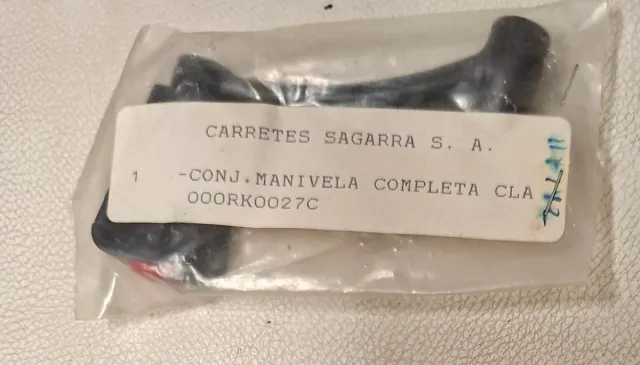 CARRETES SAGARRA S. A.
1 -CONJ.MANIVELA COMPLETA CLA
000RK0027C